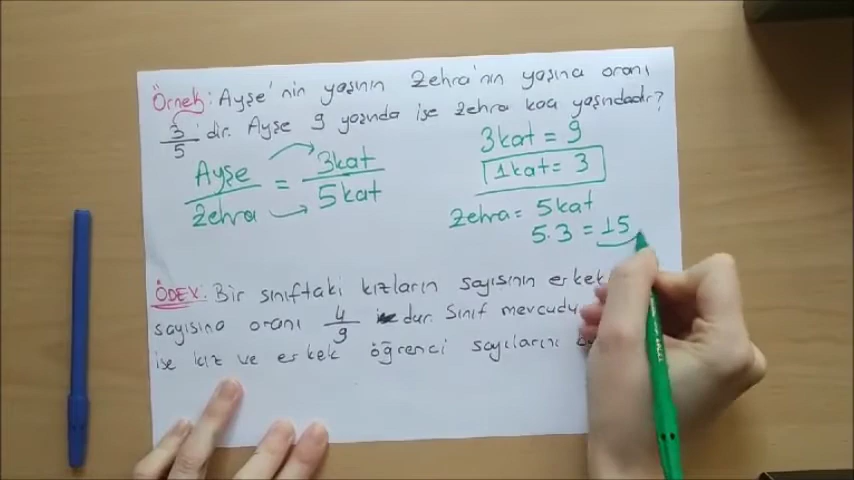 Örnek: Ayşe'nin yaşının Zehra'nın yaşına oranı
3/5 'dir. Ayşe 9 yaşında ise Zehra kaç yaşındadır?
Ayşe/Zehra = 3kat/5kat
3kat = 9
1kat = 3
Zehra = 5kat
5.3 = 15
ÖDEV: Bir sınıftaki kızların sayısının erkek
sayısına oranı 4/9 dur. Sınıf mevcudu
ise kız ve erkek öğrenci sayılarını